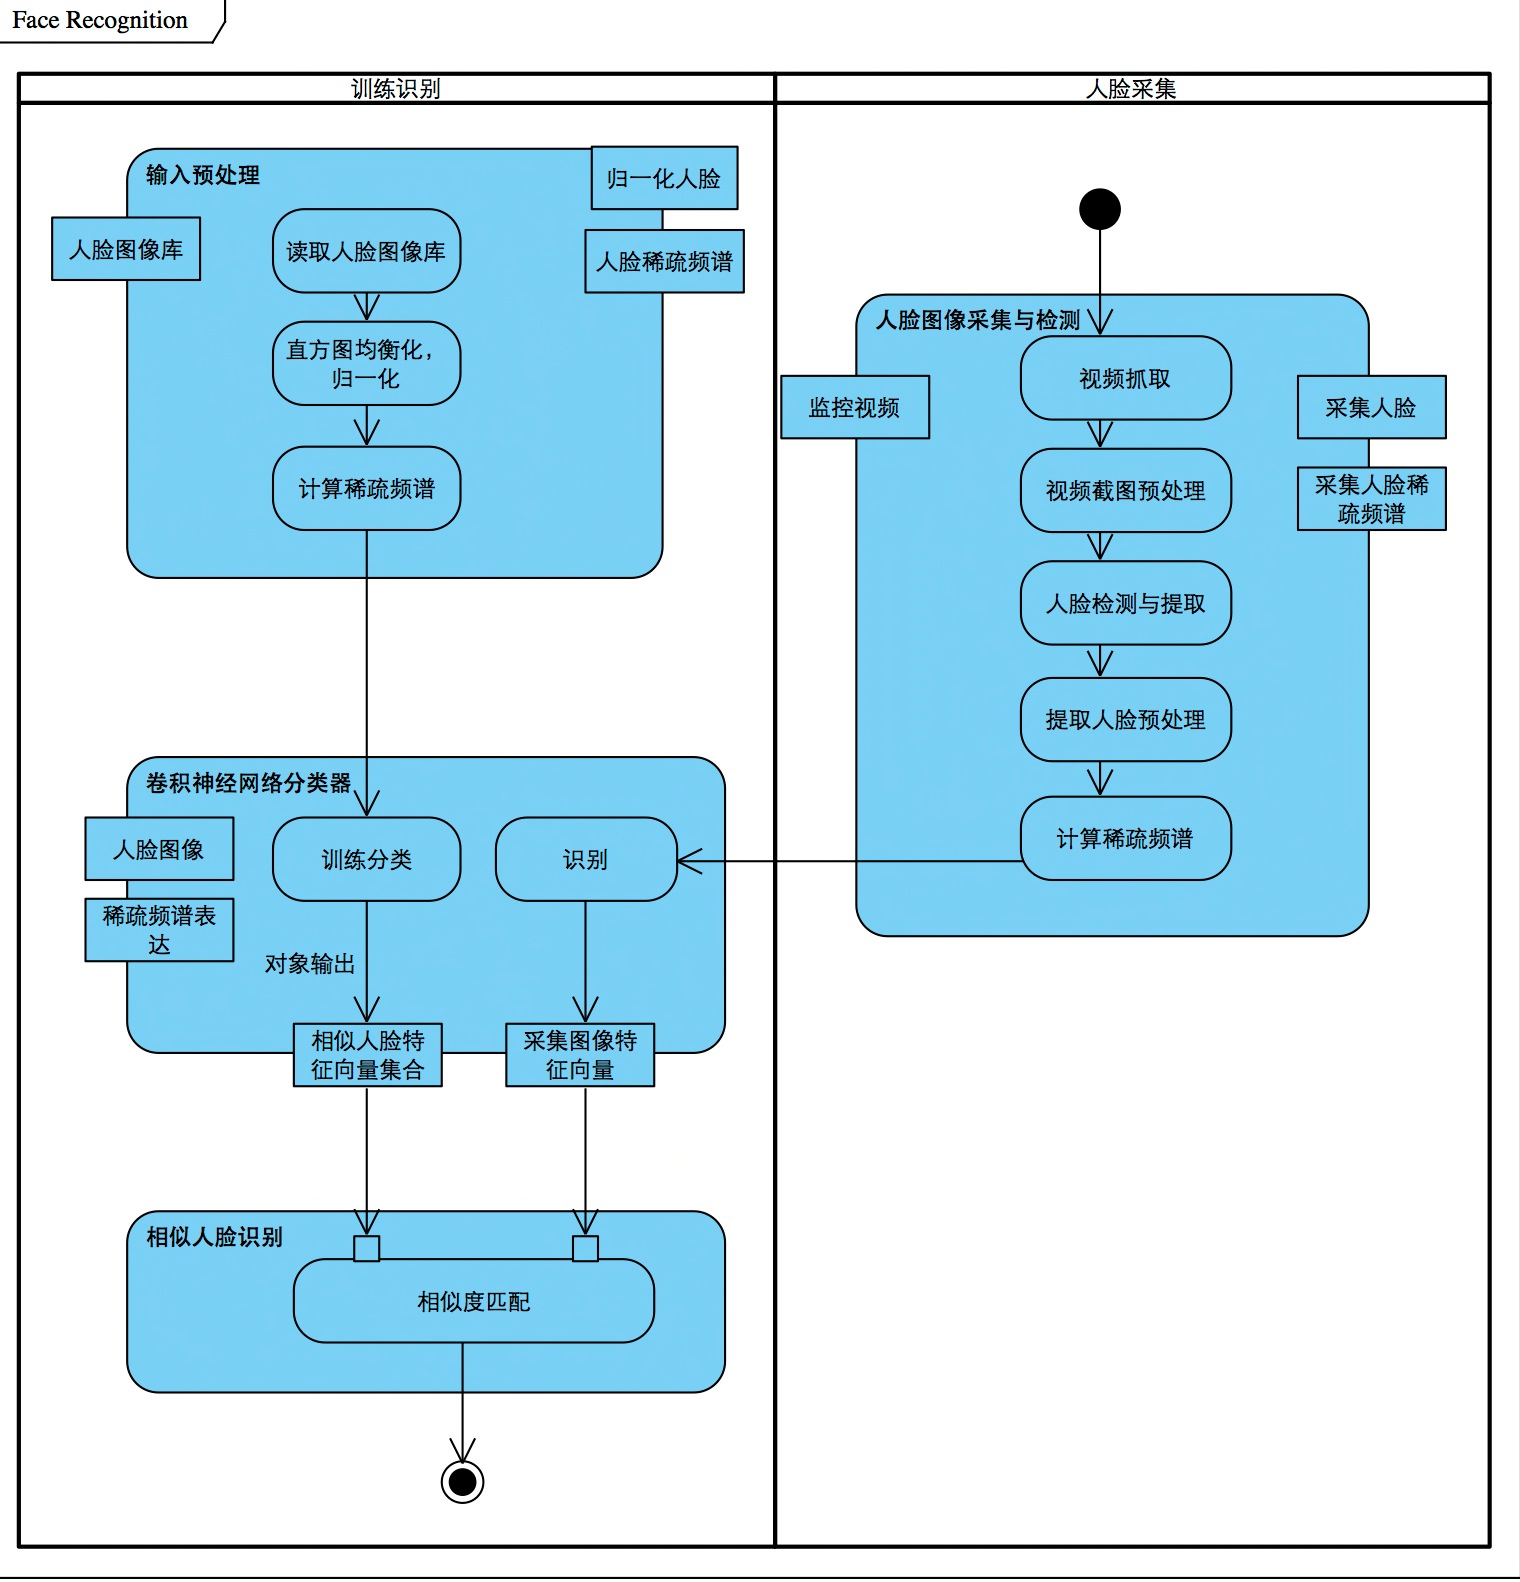 Face Recognition
训练识别
人脸采集
输入预处理
归一化人脸
人脸图像库
读取人脸图像库
人脸稀疏频谱
直方图均衡化，
归一化
计算稀疏频谱
人脸图像采集与检测
视频抓取
监控视频
采集人脸
视频截图预处理
采集人脸稀
疏频谱
人脸检测与提取
提取人脸预处理
计算稀疏频谱
卷积神经网络分类器
人脸图像
训练分类
识别
稀疏频谱表
达
对象输出
相似人脸特
征向量集合
采集图像特
征向量
相似人脸识别
相似度匹配